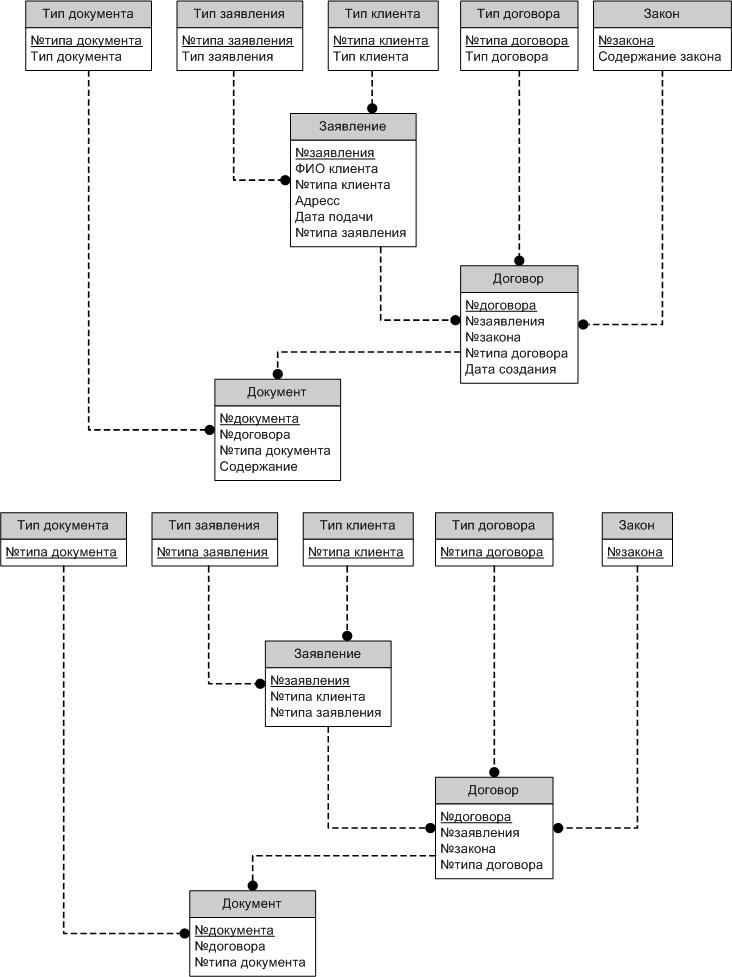 Тип документа
№типа документа
Тип документа
Тип заявления
№типа заявления
Тип заявления
Тип клиента
№типа клиента
Тип клиента
Тип договора
№типа договора
Тип договора
Закон
№закона
Содержание закона
Заявление
№заявления
ФИО клиента
№типа клиента
Адресс
Дата подачи
№типа заявления
Договор
№договора
№заявления
№закона
№типа договора
Дата создания
Документ
№документа
№договора
№типа документа
Содержание
Тип документа
№типа документа
Тип заявления
№типа заявления
Тип клиента
№типа клиента
Тип договора
№типа договора
Закон
№закона
Заявление
№заявления
№типа клиента
№типа заявления
Договор
№договора
№заявления
№закона
№типа договора
Документ
№документа
№договора
№типа документа